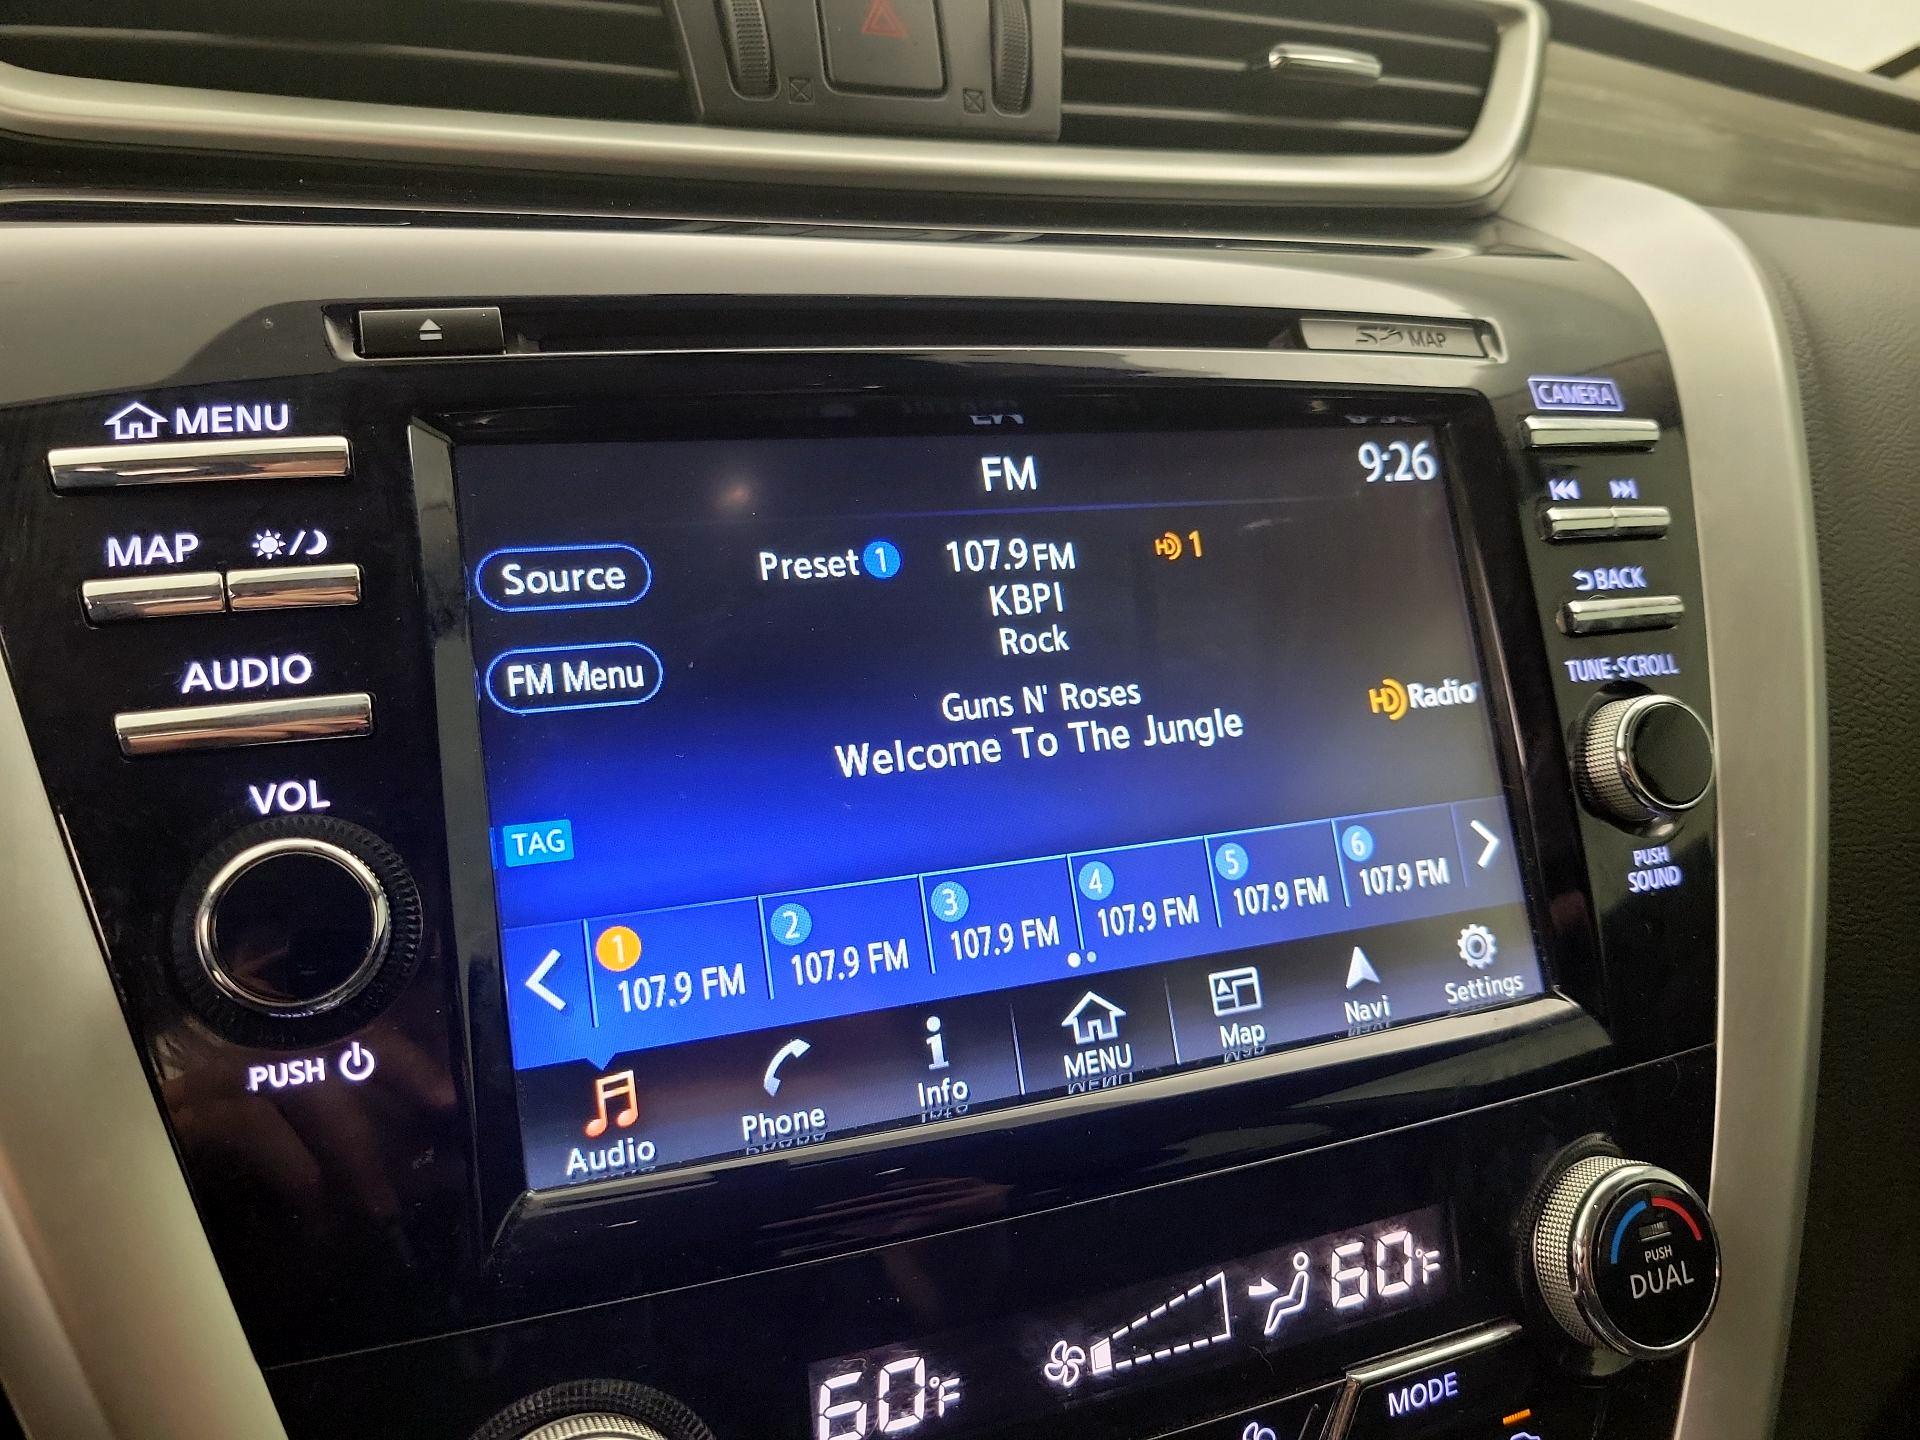 MAP
MENU
CAMERA
FM
9:26
MAP
Source
Preset 1
107.9 FM
HD 1
BACK
KBPI
Rock
AUDIO
FM Menu
Guns N' Roses
HD Radio
TUNE·SCROLL
Welcome To The Jungle
VOL
TAG
PUSH
SOUND
1 107.9 FM
2 107.9 FM
3 107.9 FM
4 107.9 FM
5 107.9 FM
6 107.9 FM
PUSH
Audio
Phone
Info
MENU
Map
Navi
Settings
60°F
60°F
PUSH
DUAL
MODE